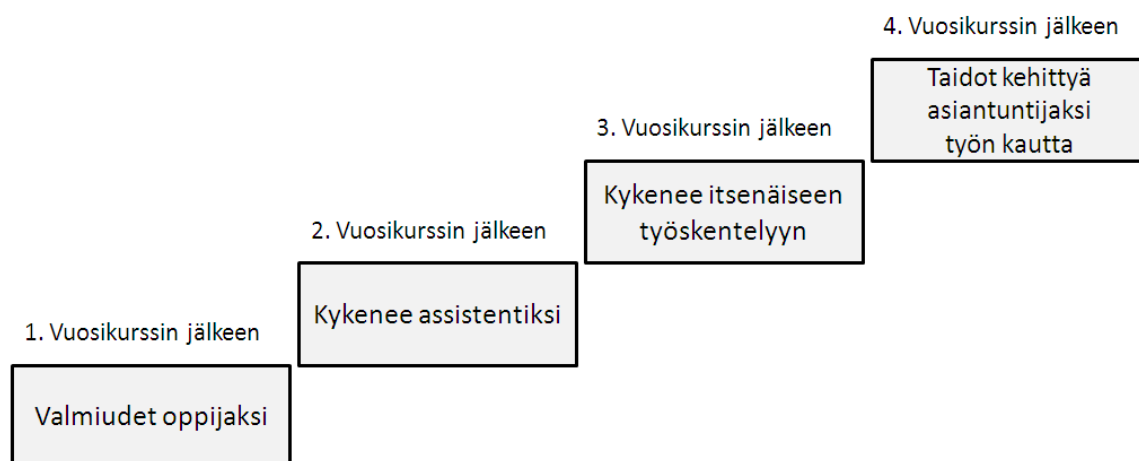 4. Vuosikurssin jälkeen
Taidot kehittyä
asiantuntijaksi
työn kautta
3. Vuosikurssin jälkeen
Kykenee itsenäiseen
työskentelyyn
2. Vuosikurssin jälkeen
Kykenee assistentiksi
1. Vuosikurssin jälkeen
Valmiudet oppijaksi